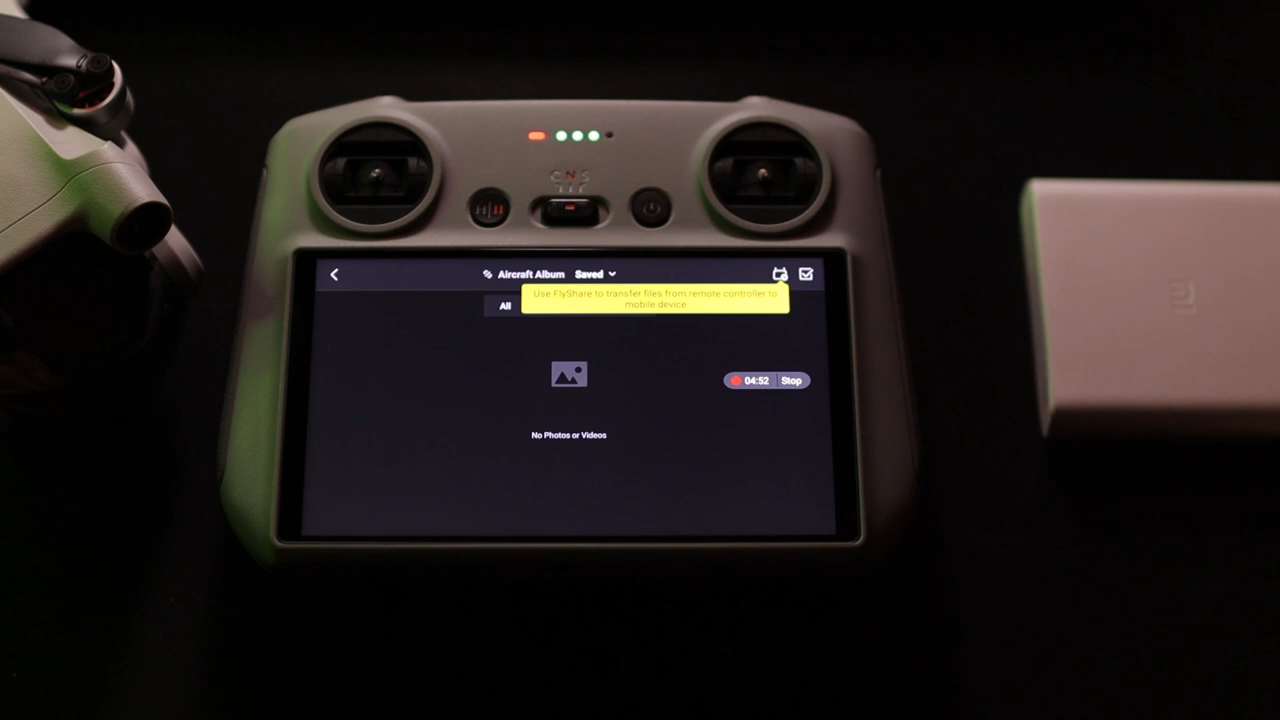 C N S
Aircraft Album Saved
Use FlyShare to transfer files from remote controller to
mobile device
All
04:52 Stop
No Photos or Videos